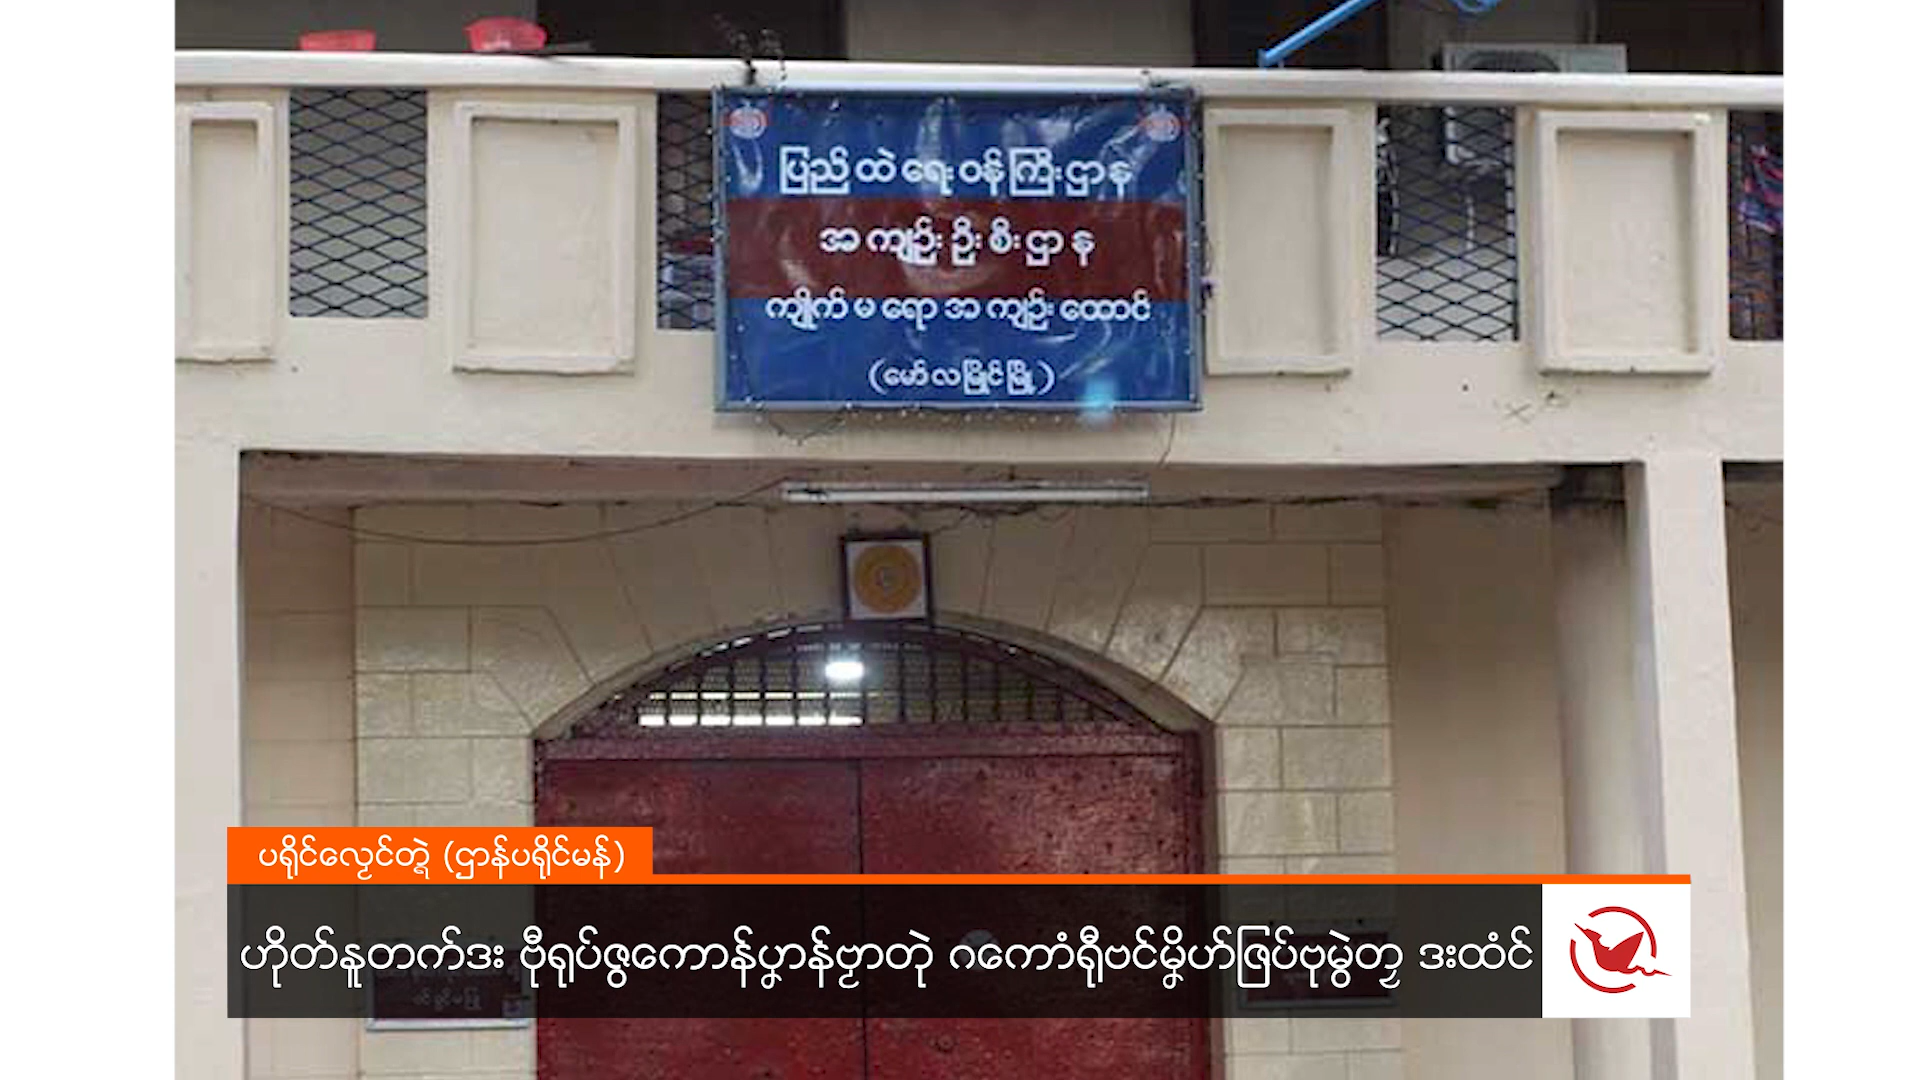 ပြည်ထဲရေးဝန်ကြီးဌာန
အကျဉ်းဦးစီးဌာန
ကျိုက်မရောအကျဉ်းထောင်
(မော်လမြိုင်မြို့)
ပရိုင်လှေင်တ္ၚဲ (ဌာန်ပရိုင်မန်)
ဟိုတ်နူတက်ဒး ဗီုရုပ်ဇွကောန်ပၞာန်ဗၟာတုဲ ဂကောံရီုဗင်မၞိဟ်ဖြပ်ဗုမွဲတၠ ဒးထံင်